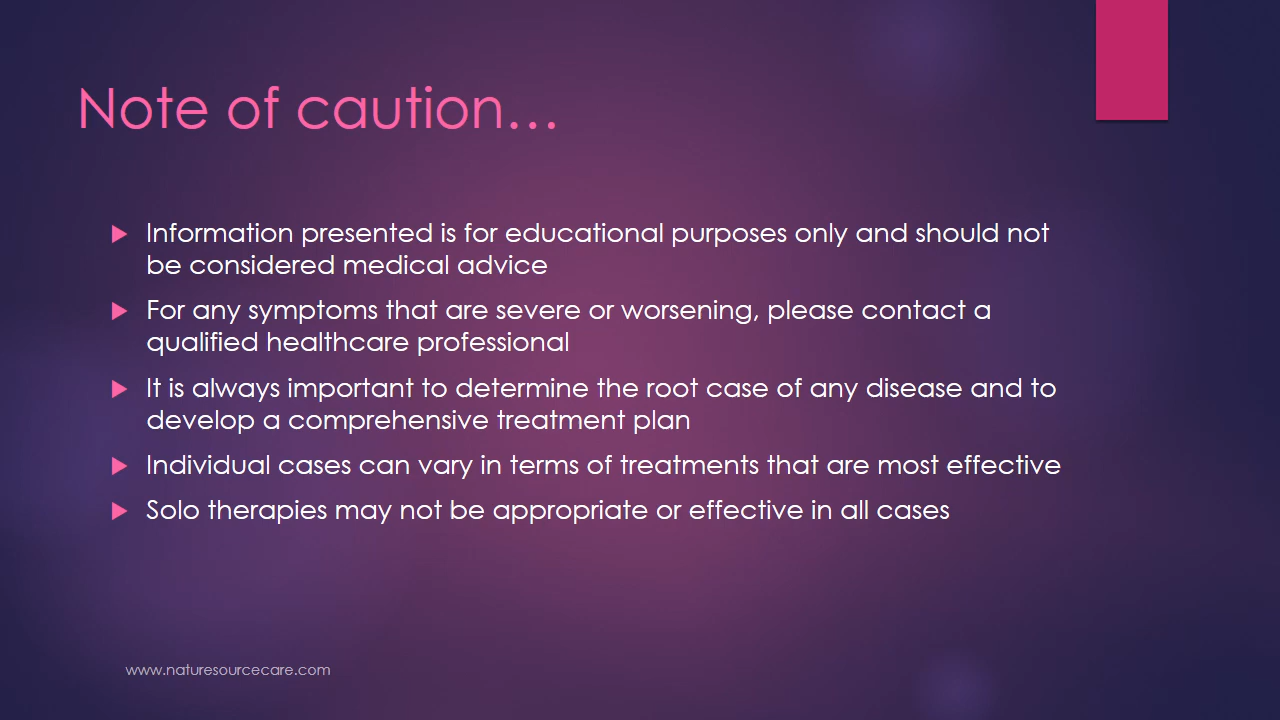 Note of caution…
Information presented is for educational purposes only and should not
be considered medical advice
For any symptoms that are severe or worsening, please contact a
qualified healthcare professional
It is always important to determine the root case of any disease and to
develop a comprehensive treatment plan
Individual cases can vary in terms of treatments that are most effective
Solo therapies may not be appropriate or effective in all cases
www.naturesourcecare.com